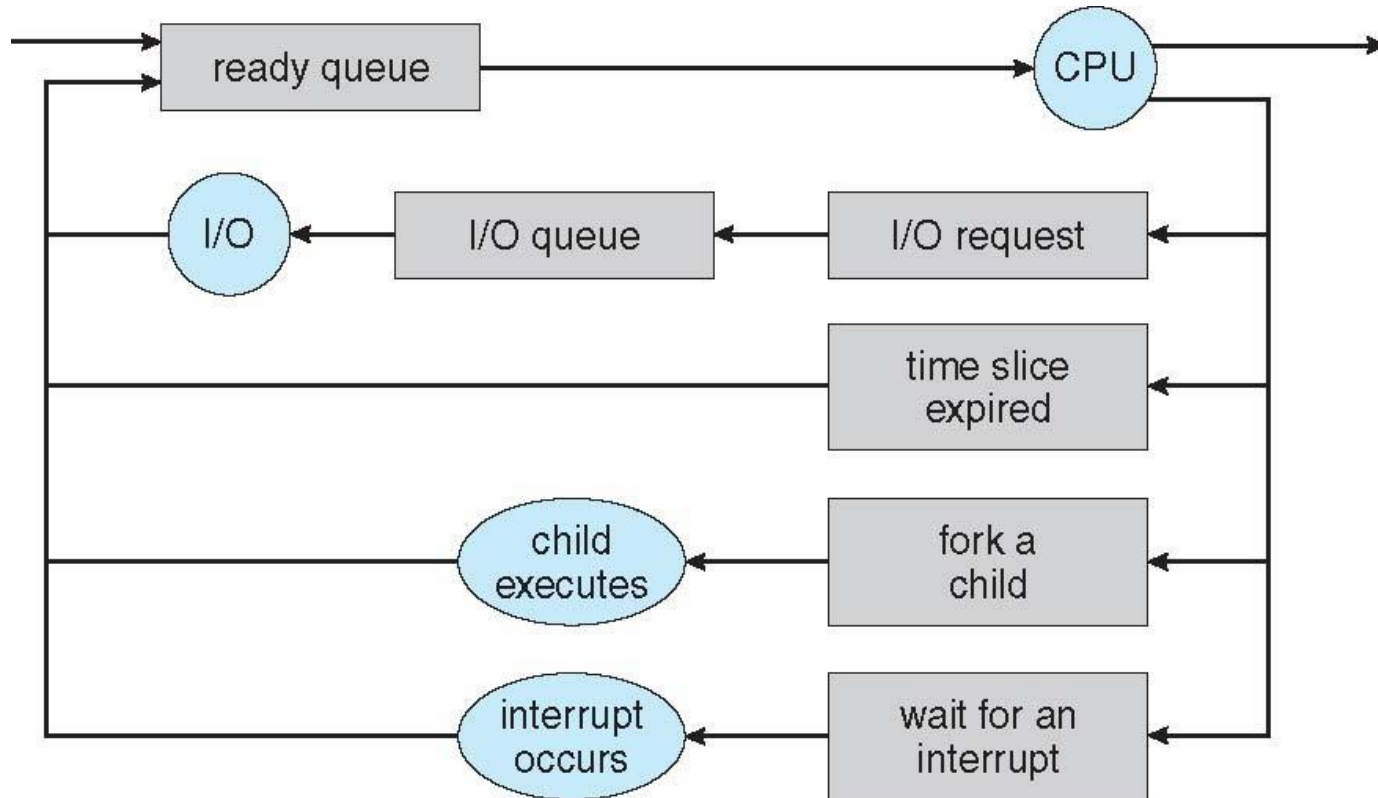 ready queue
CPU
I/O
I/O queue
I/O request
time slice
expired
child
executes
fork a
child
interrupt
occurs
wait for an
interrupt